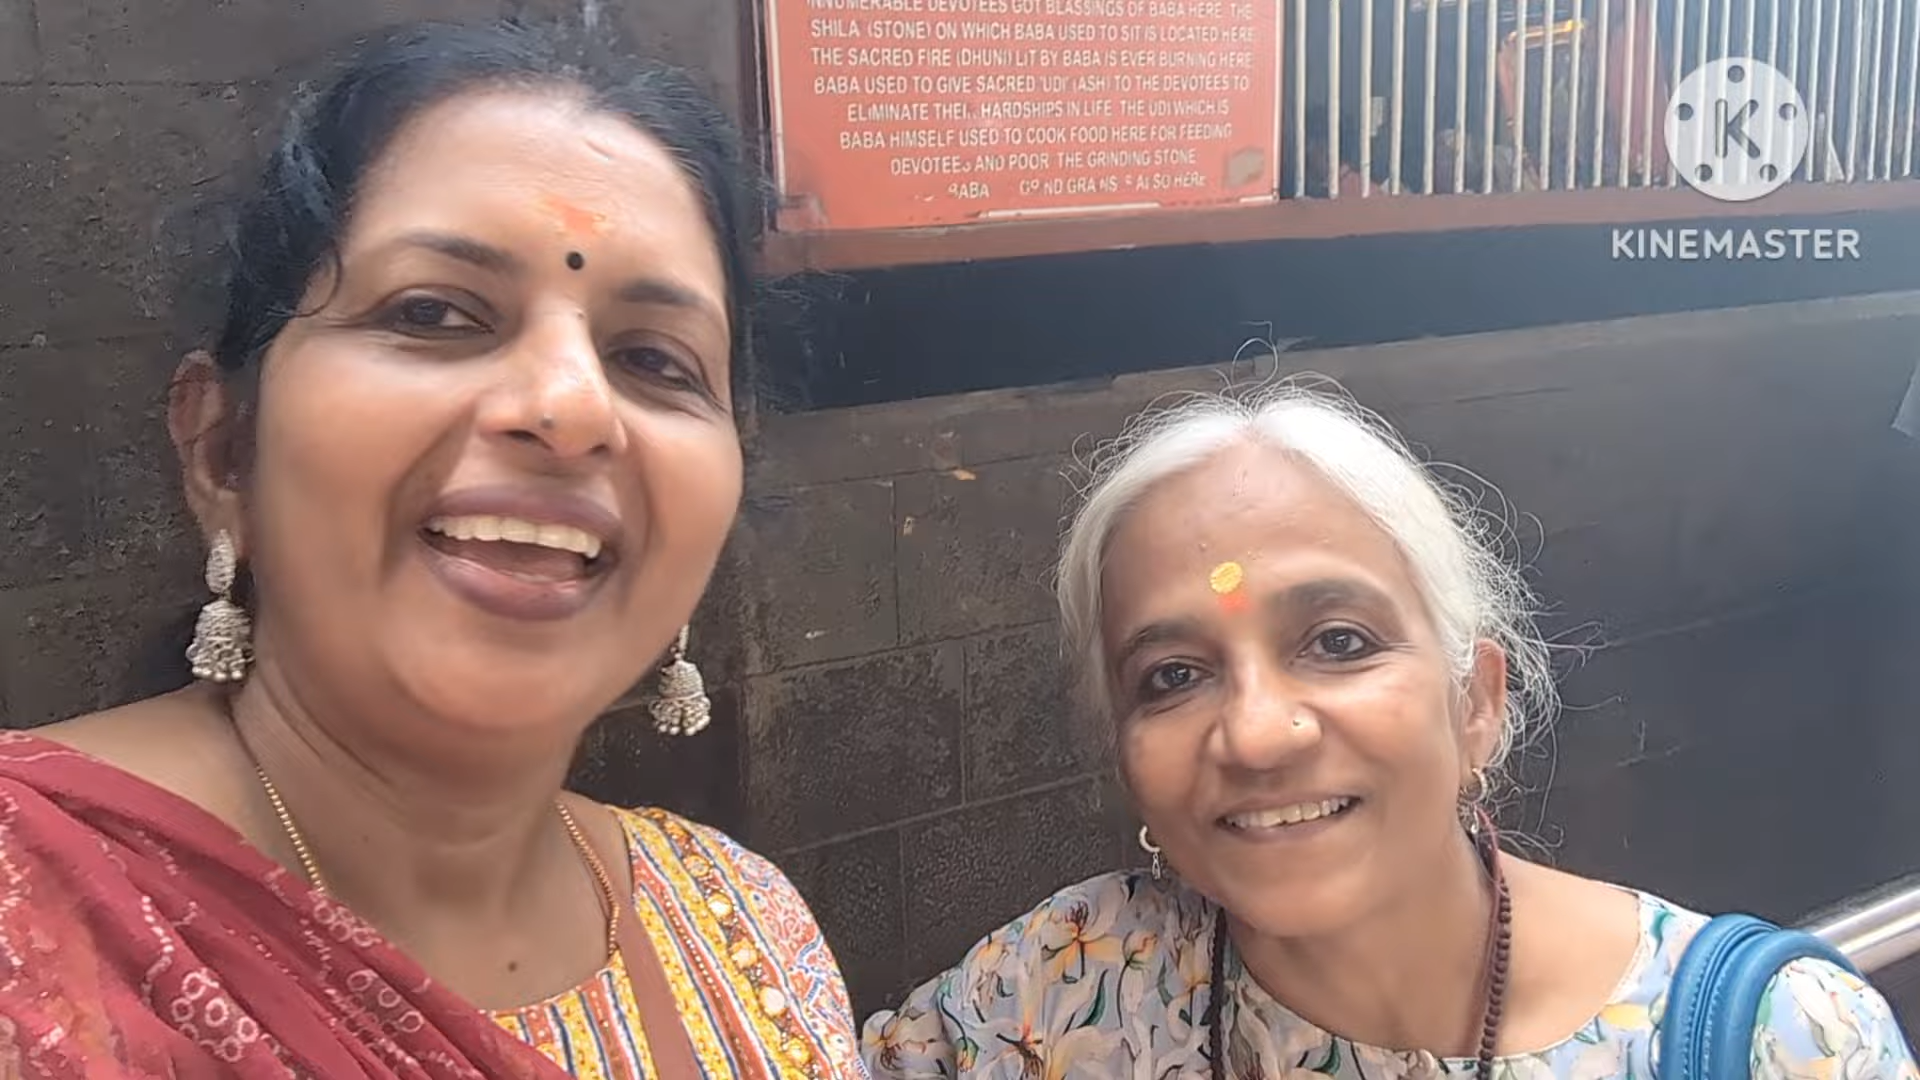 INNUMERABLE DEVOTEES GOT BLASSINGS OF BABA HERE. THE
SHILA (STONE) ON WHICH BABA USED TO SIT IS LOCATED HERE
THE SACRED FIRE (DHUNI) LIT BY BABA IS EVER BURNING HERE
BABA USED TO GIVE SACRED 'UDI' (ASH) TO THE DEVOTEES TO
ELIMINATE HARDSHIPS IN LIFE. THE UDI WHICH IS
BABA HIMSELF USED TO COOK FOOD HERE FOR FEEDING
AND POOR. THE GRINDING STONE
BABA ALSO HERE
K
KINEMASTER